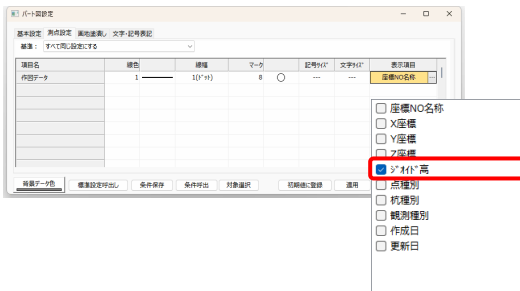 パート図設定
基本設定 測点設定 画地塗潰し 文字・記号表記
基準： すべて同じ設定にする
項目名 線色 線幅 マーク 記号ｻｲｽﾞ 文字ｻｲｽﾞ 表示項目
作図データ 1 1(ﾄﾞｯﾄ) 8 --- --- 座標NO名称 ...
座標NO名称
X座標
Y座標
Z座標
ｼﾞｵｲﾄﾞ高
点種別
杭種別
観測種別
作成日
更新日
背景データ色 標準設定呼出し 条件保存 条件呼出 対象選択 初期値に登録 適用